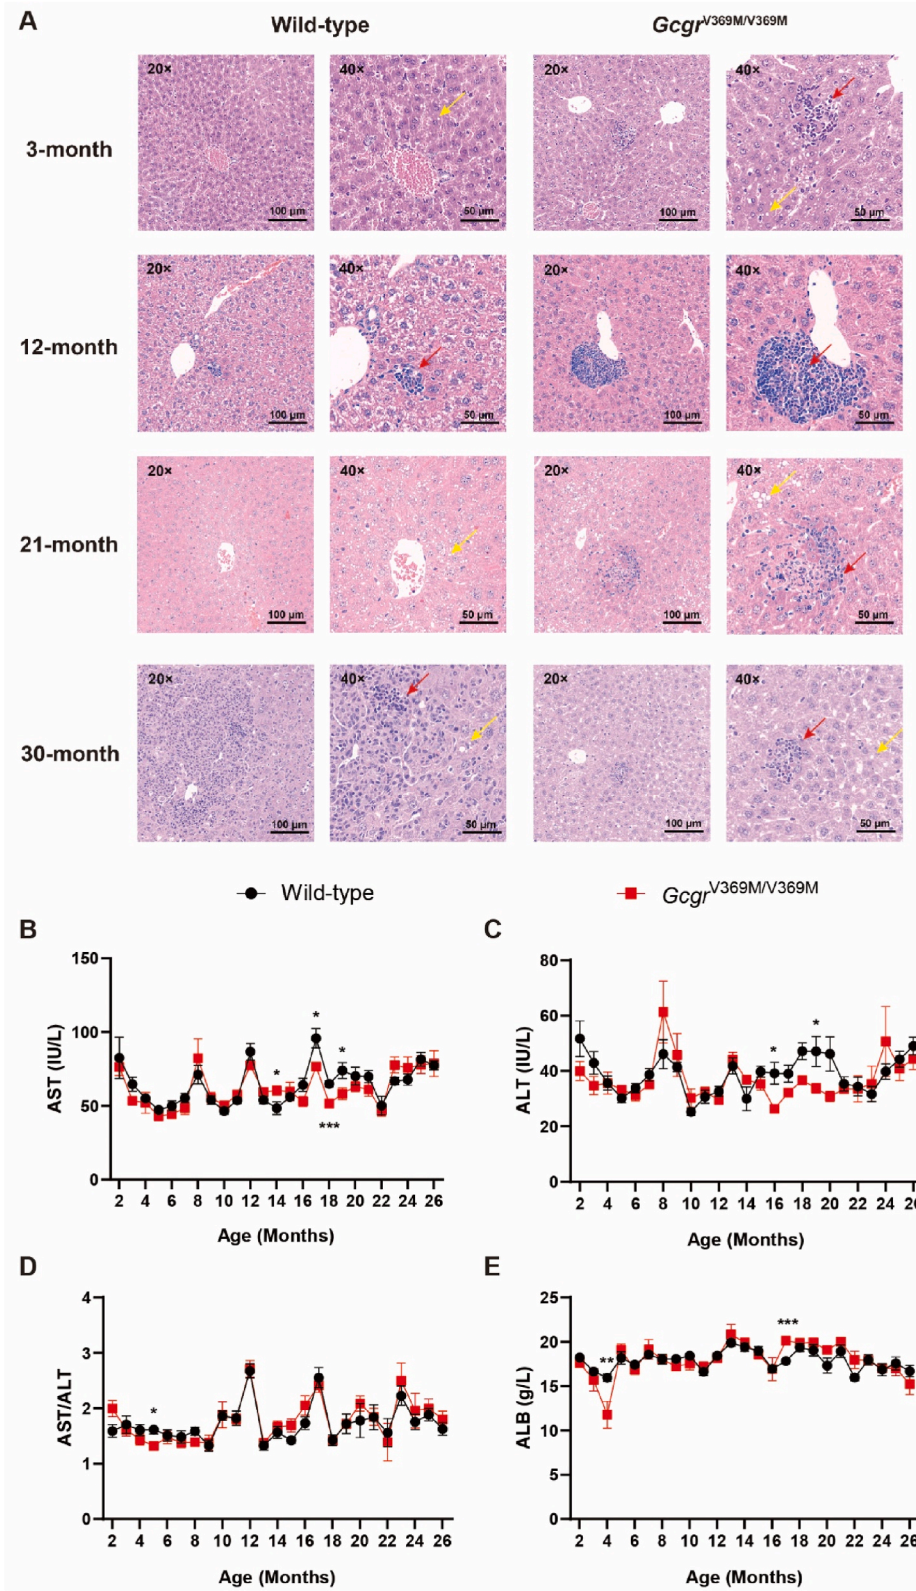 A
Wild-type
Gcgr^V369M/V369M
3-month
20×
100 μm
40×
50 μm
20×
100 μm
40×
50 μm
12-month
20×
100 μm
40×
50 μm
20×
100 μm
40×
50 μm
21-month
20×
100 μm
40×
50 μm
20×
100 μm
40×
50 μm
30-month
20×
100 μm
40×
50 μm
20×
100 μm
40×
50 μm
Wild-type
Gcgr^V369M/V369M
B
AST (IU/L)
150
100
50
0
*
*
*
***
2 4 6 8 10 12 14 16 18 20 22 24 26
Age (Months)
C
ALT (IU/L)
80
60
40
20
0
*
*
2 4 6 8 10 12 14 16 18 20 22 24 26
Age (Months)
D
AST/ALT
4
3
2
1
0
*
2 4 6 8 10 12 14 16 18 20 22 24 26
Age (Months)
E
ALB (g/L)
25
20
15
10
5
0
**
***
2 4 6 8 10 12 14 16 18 20 22 24 26
Age (Months)